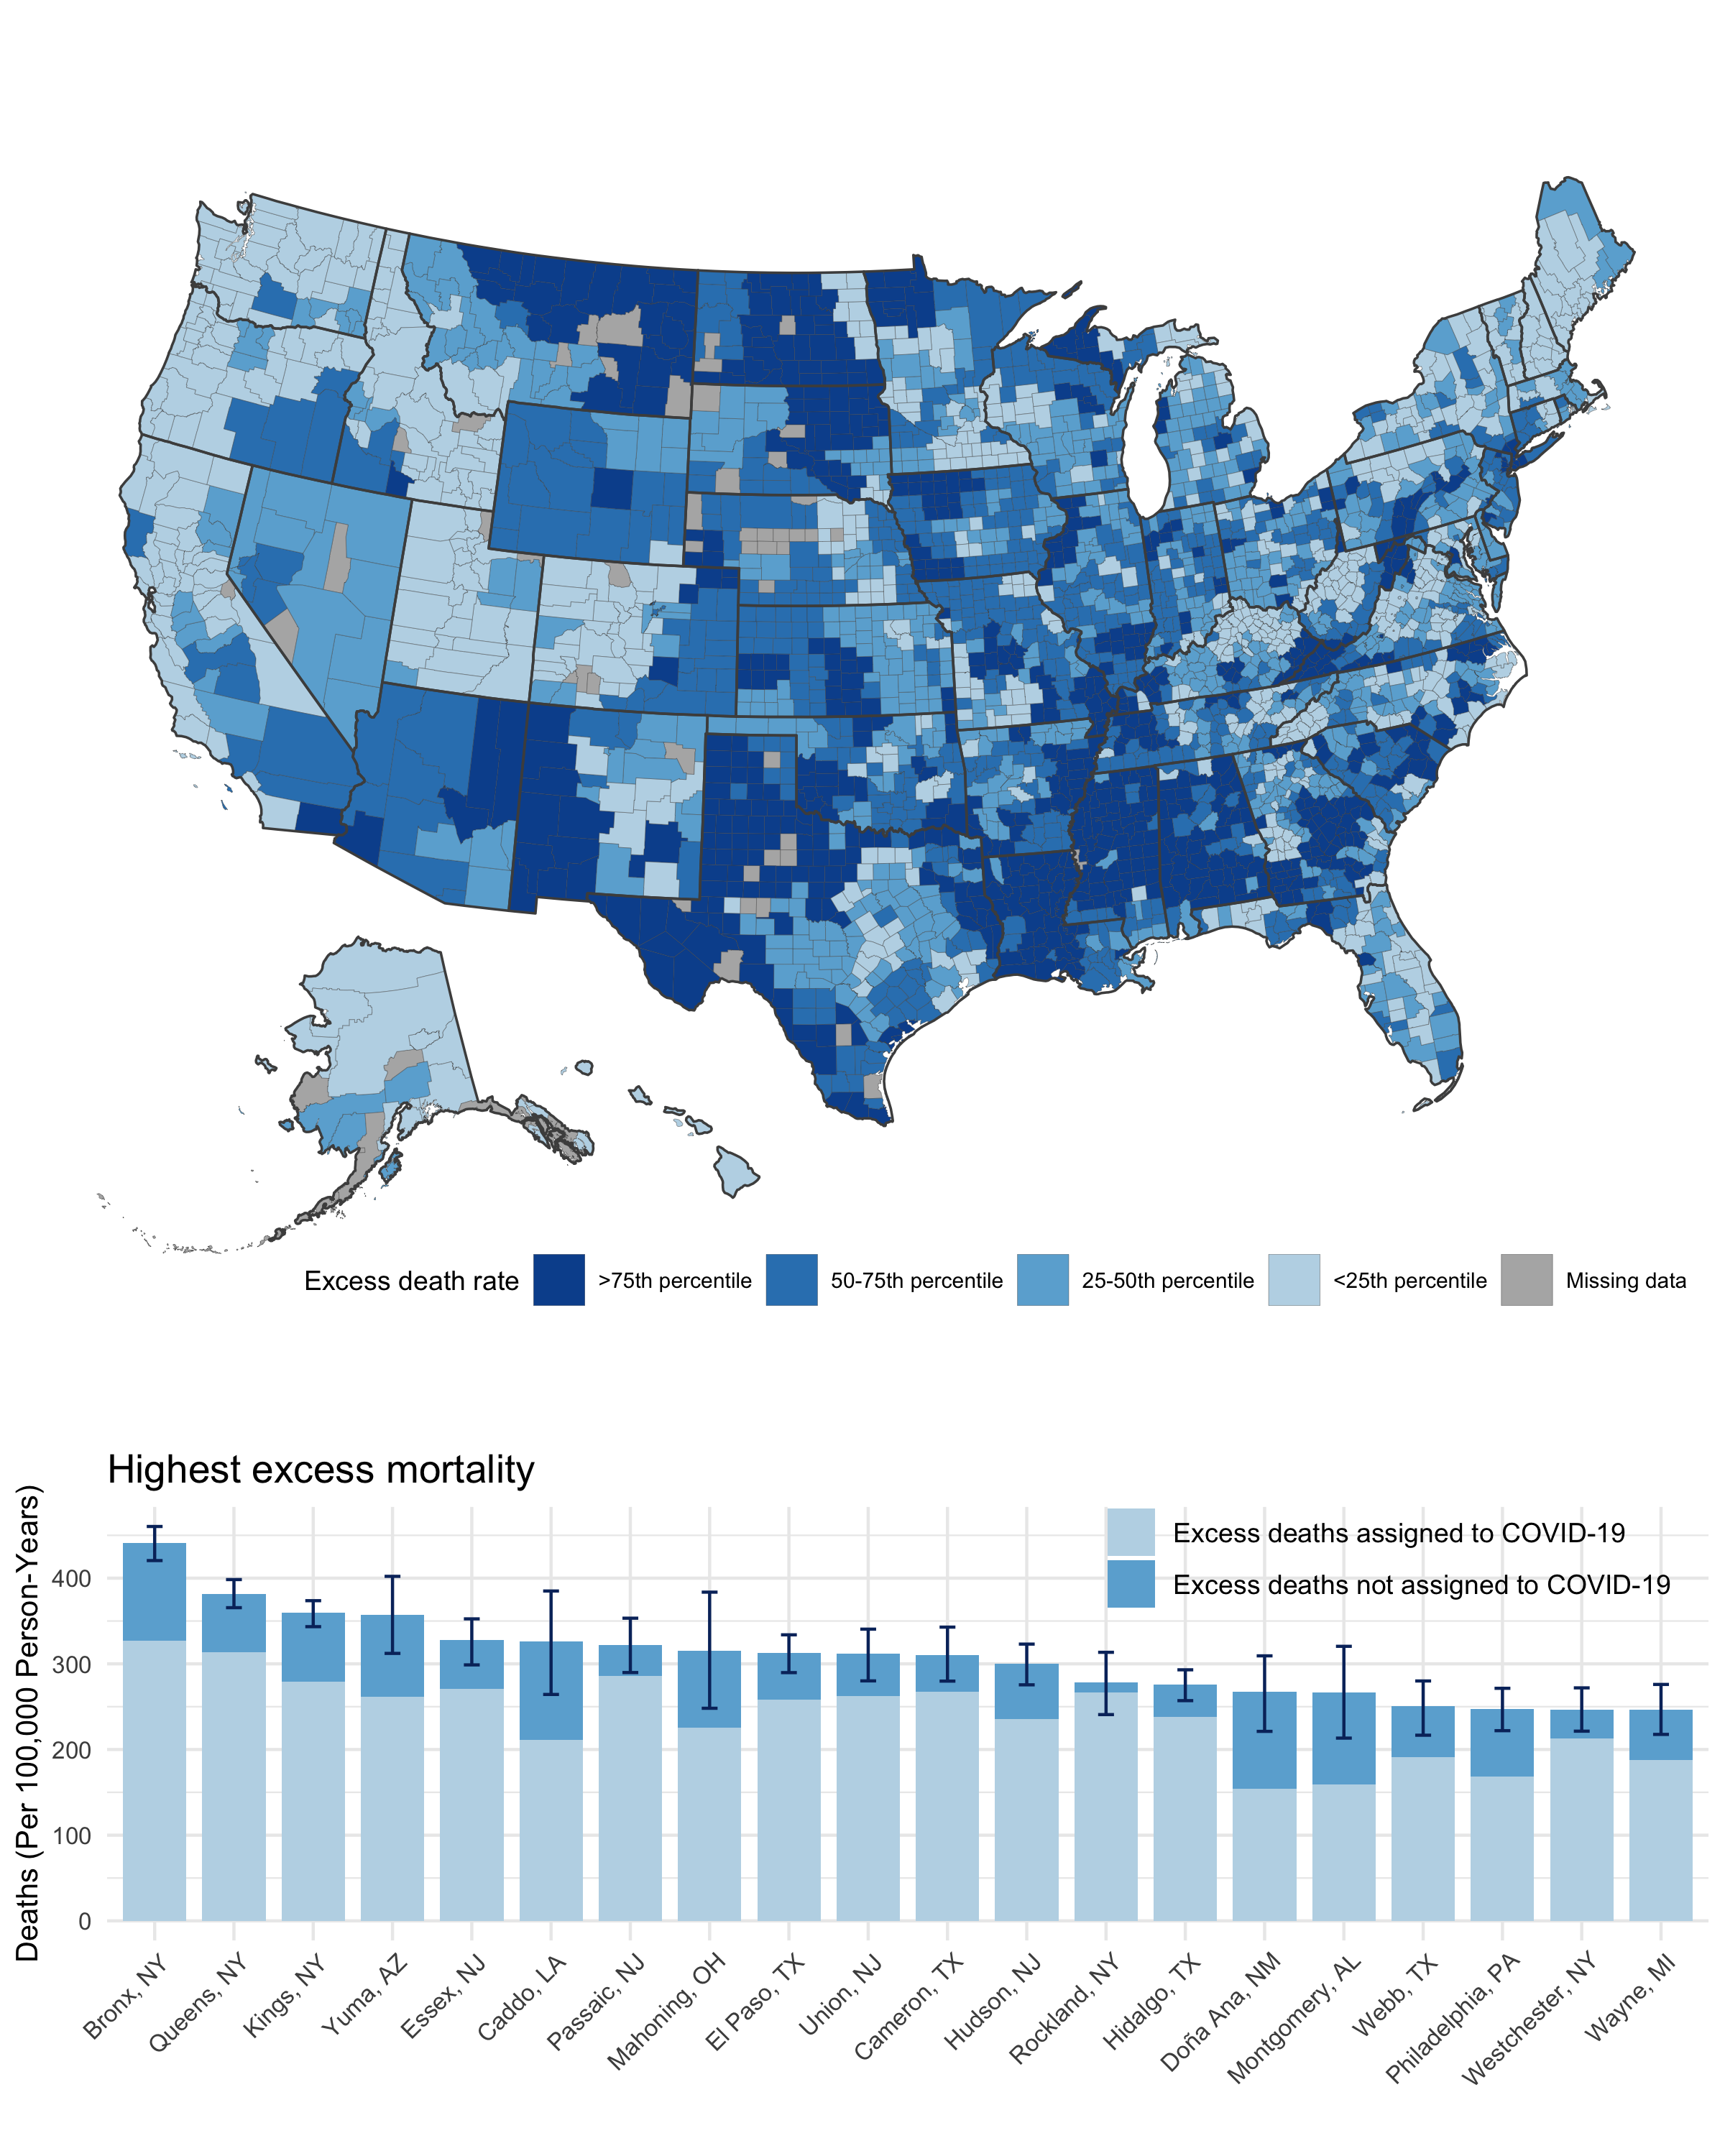 Excess death rate >75th percentile 50-75th percentile 25-50th percentile <25th percentile Missing data
Highest excess mortality
Deaths (Per 100,000 Person-Years)
Excess deaths assigned to COVID-19
Excess deaths not assigned to COVID-19
400
300
200
100
0
Bronx, NY
Queens, NY
Kings, NY
Yuma, AZ
Essex, NJ
Caddo, LA
Passaic, NJ
Mahoning, OH
El Paso, TX
Union, NJ
Cameron, TX
Hudson, NJ
Rockland, NY
Hidalgo, TX
Doña Ana, NM
Montgomery, AL
Webb, TX
Philadelphia, PA
Westchester, NY
Wayne, MI